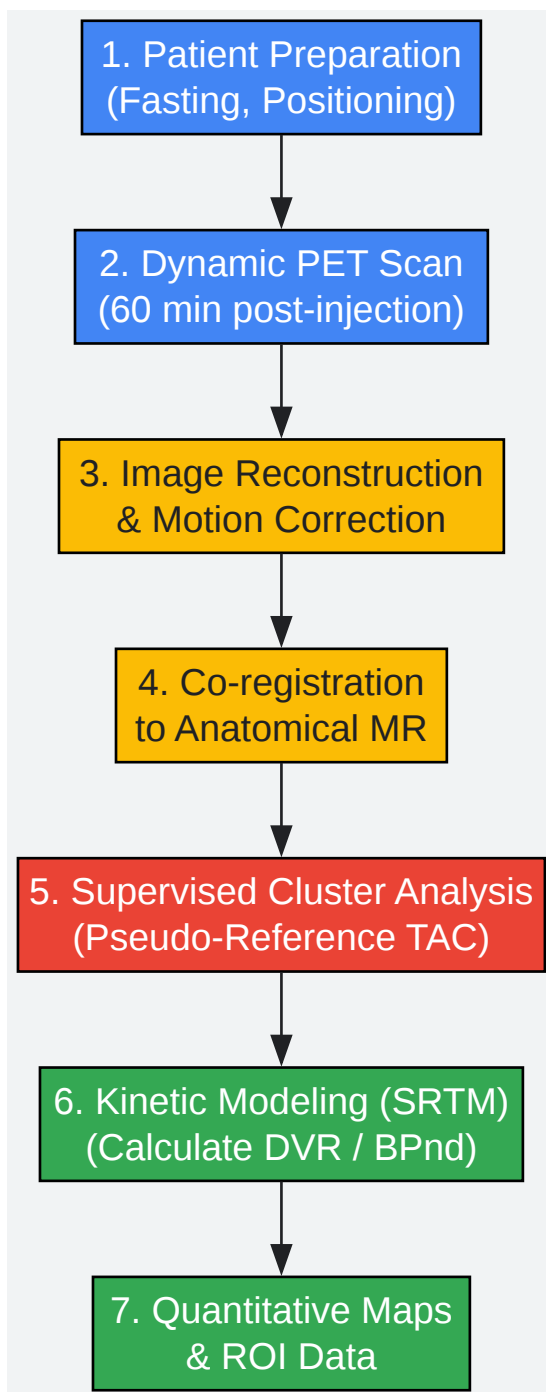 1. Patient Preparation
(Fasting, Positioning)
2. Dynamic PET Scan
(60 min post-injection)
3. Image Reconstruction
& Motion Correction
4. Co-registration
to Anatomical MR
5. Supervised Cluster Analysis
(Pseudo-Reference TAC)
6. Kinetic Modeling (SRTM)
(Calculate DVR / BPnd)
7. Quantitative Maps
& ROI Data